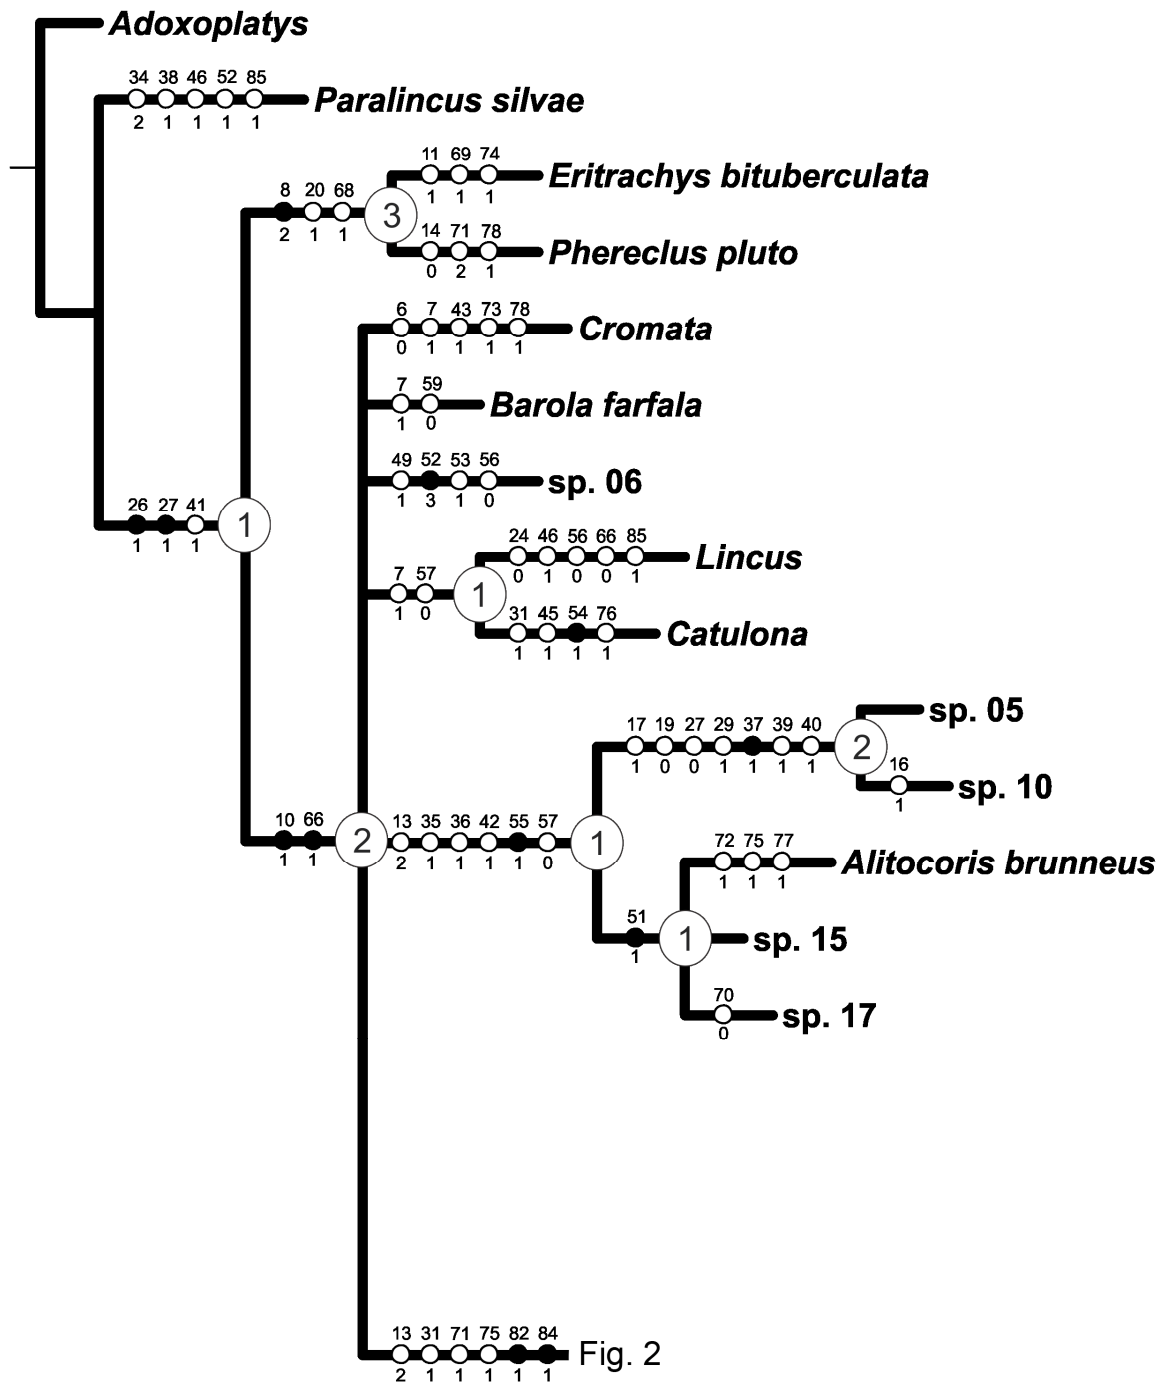 Adoxoplatys
34 38 46 52 85
Paralincus silvae
2 1 1 1 1
11 69 74
Eritrachys bituberculata
1 1 1
8 20 68
3
2 1 1
14 71 78
Phereclus pluto
0 2 1
6 7 43 73 78
Cromata
0 1 1 1 1
7 59
Barola farfala
1 0
49 52 53 56
sp. 06
1 3 1 0
26 27 41
1
1 1 1
24 46 56 66 85
Lincus
0 1 0 0 1
7 57
1
1 0
31 45 54 76
Catulona
1 1 1 1
sp. 05
17 19 27 29 37 39 40
2
1 0 0 1 1 1 1
16
sp. 10
1
10 66
2
1 1
13 35 36 42 55 57
1
2 1 1 1 1 0
72 75 77
Alitocoris brunneus
1 1 1
51
1
sp. 15
1
70
sp. 17
0
13 31 71 75 82 84
Fig. 2
2 1 1 1 1 1